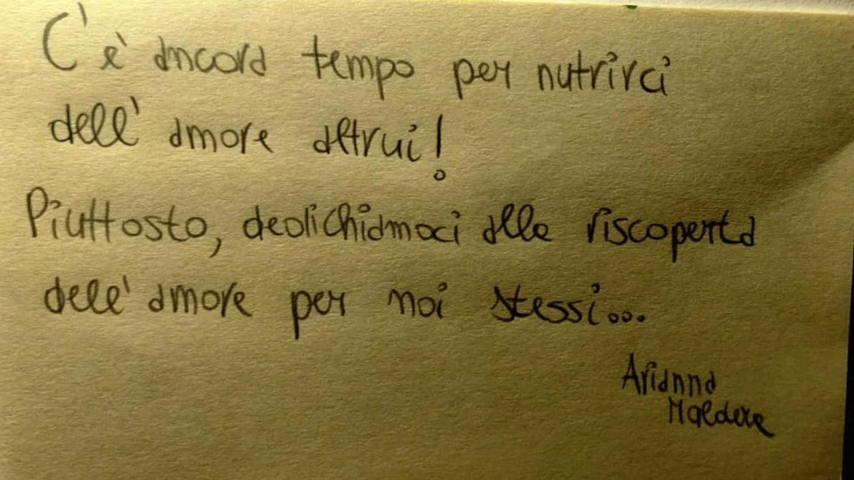 C'è ancora tempo per nutrirci
dell'amore altrui!
Piuttosto, dedichiamoci alla riscoperta
dell'amore per noi stessi...
Arianna